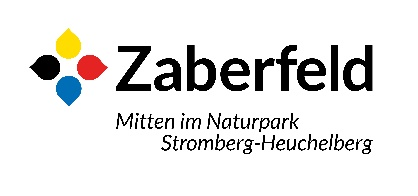 Zaberfeld
Mitten im Naturpark
Stromberg-Heuchelberg